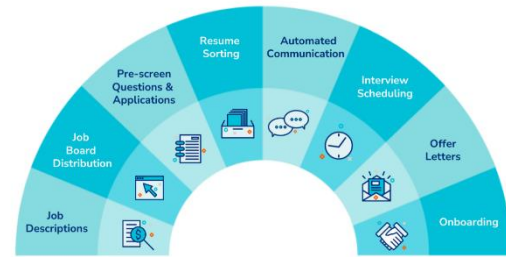 Job
Descriptions
Job
Board
Distribution
Pre-screen
Questions &
Applications
Resume
Sorting
Automated
Communication
Interview
Scheduling
Offer
Letters
Onboarding